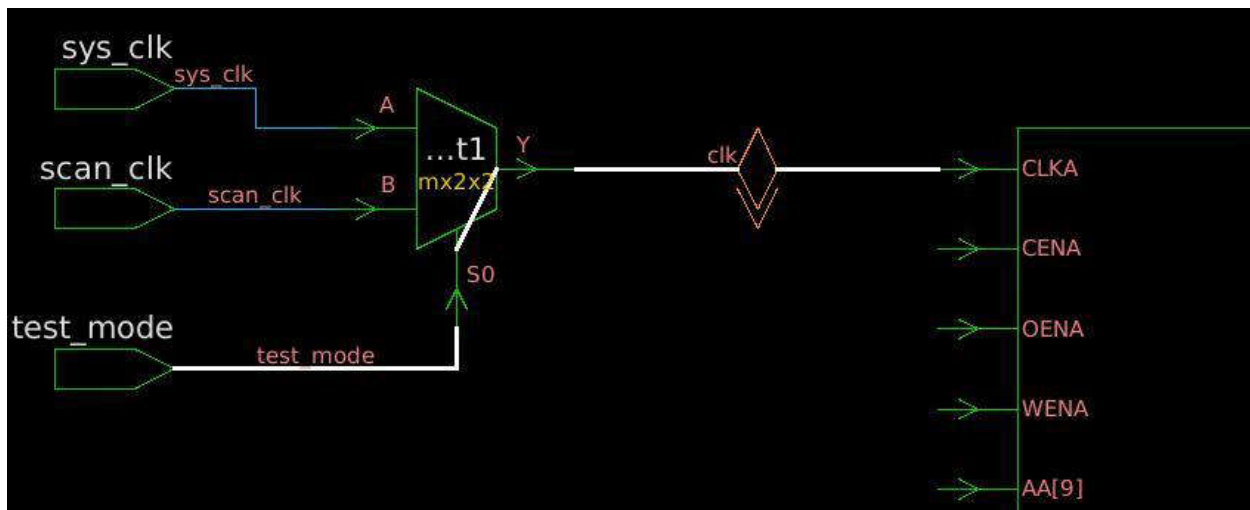 sys_clk
sys_clk
A
...t1
mx2x2
Y
clk
CLKA
scan_clk
scan_clk
B
CENA
S0
test_mode
test_mode
OENA
WENA
AA[9]